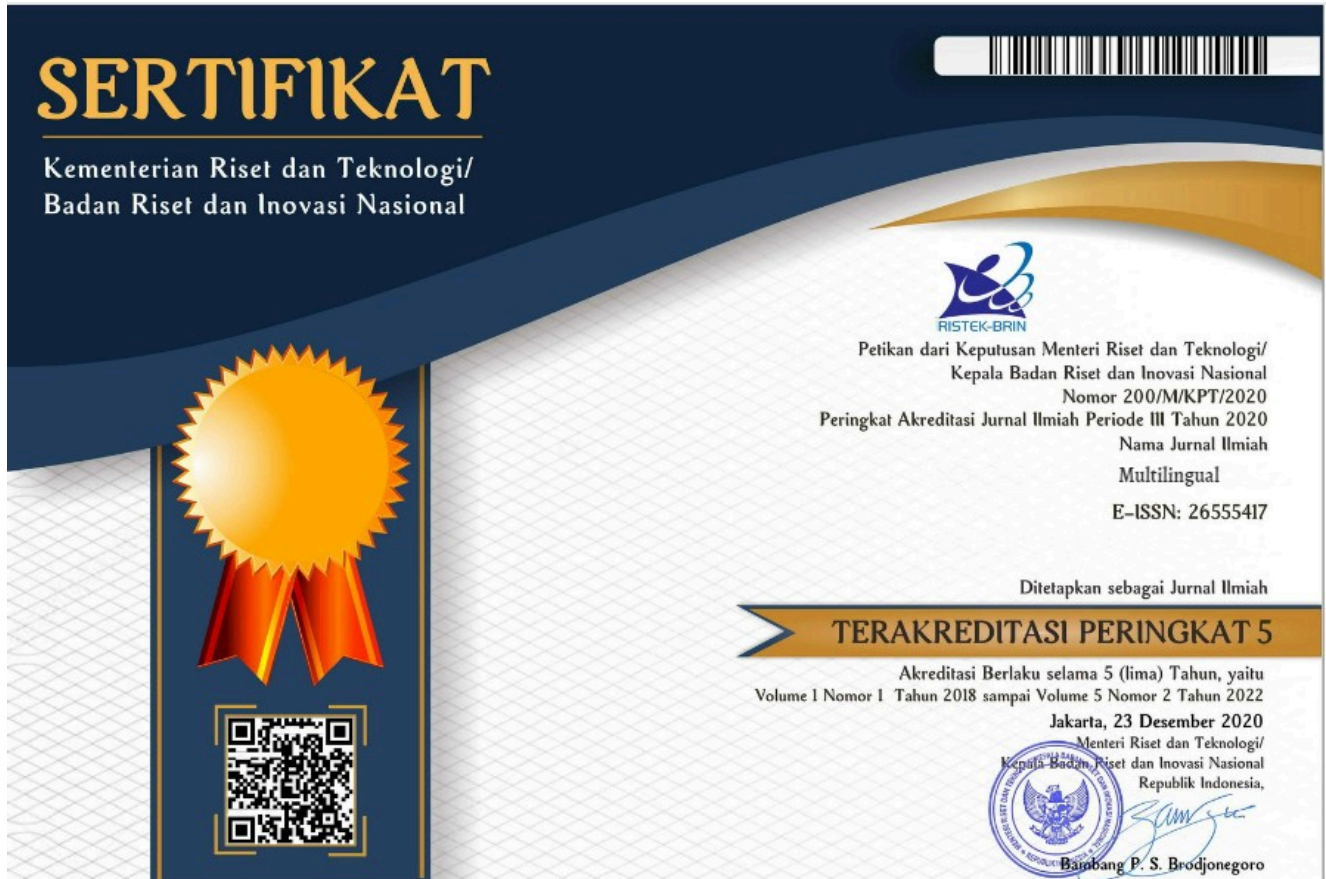 SERTIFIKAT
Kementerian Riset dan Teknologi/
Badan Riset dan Inovasi Nasional
RISTEK-BRIN
Petikan dari Keputusan Menteri Riset dan Teknologi/
Kepala Badan Riset dan Inovasi Nasional
Nomor 200/M/KPT/2020
Peringkat Akreditasi Jurnal Ilmiah Periode III Tahun 2020
Nama Jurnal Ilmiah
Multilingual
E-ISSN: 26555417
Ditetapkan sebagai Jurnal Ilmiah
TERAKREDITASI PERINGKAT 5
Akreditasi Berlaku selama 5 (lima) Tahun, yaitu
Volume 1 Nomor 1 Tahun 2018 sampai Volume 5 Nomor 2 Tahun 2022
Jakarta, 23 Desember 2020
Menteri Riset dan Teknologi/
Kepala Badan Riset dan Inovasi Nasional
Republik Indonesia,
Bambang P. S. Brodjonegoro